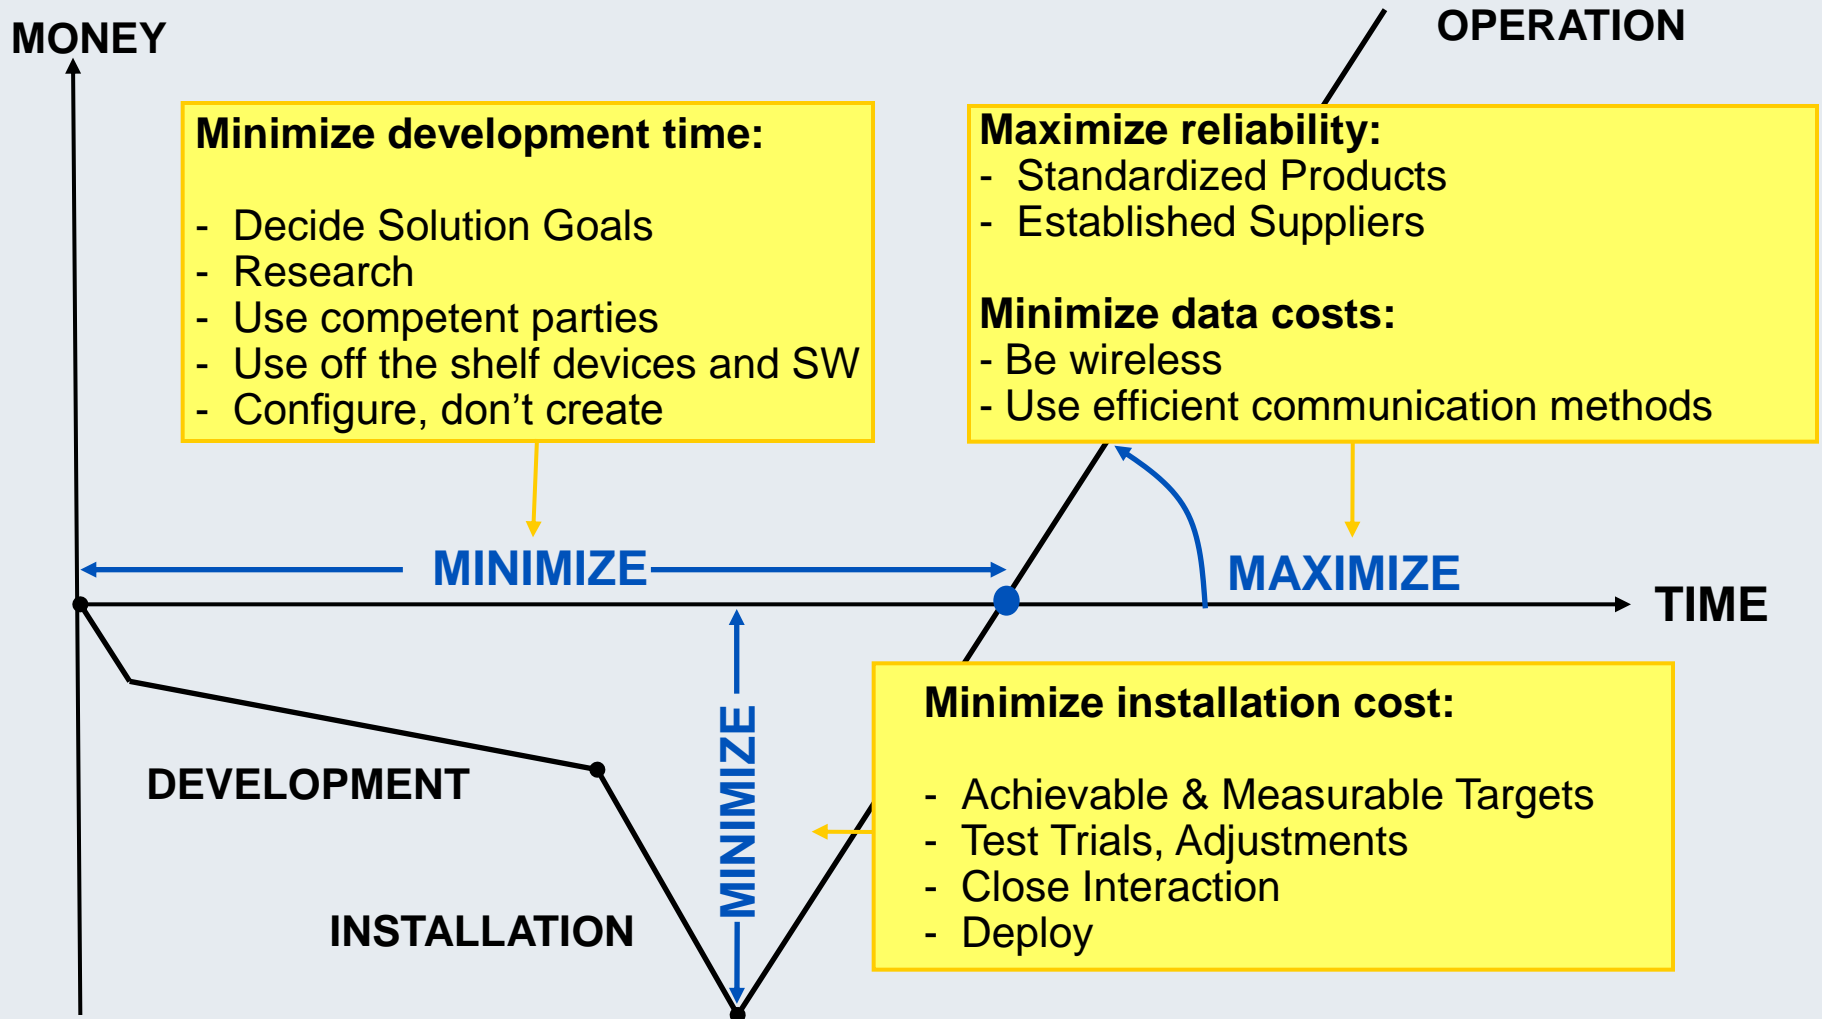 MONEY
OPERATION
Minimize development time:
- Decide Solution Goals
- Research
- Use competent parties
- Use off the shelf devices and SW
- Configure, don’t create
Maximize reliability:
- Standardized Products
- Established Suppliers
Minimize data costs:
- Be wireless
- Use efficient communication methods
MINIMIZE
MAXIMIZE
TIME
MINIMIZE
DEVELOPMENT
INSTALLATION
Minimize installation cost:
- Achievable & Measurable Targets
- Test Trials, Adjustments
- Close Interaction
- Deploy